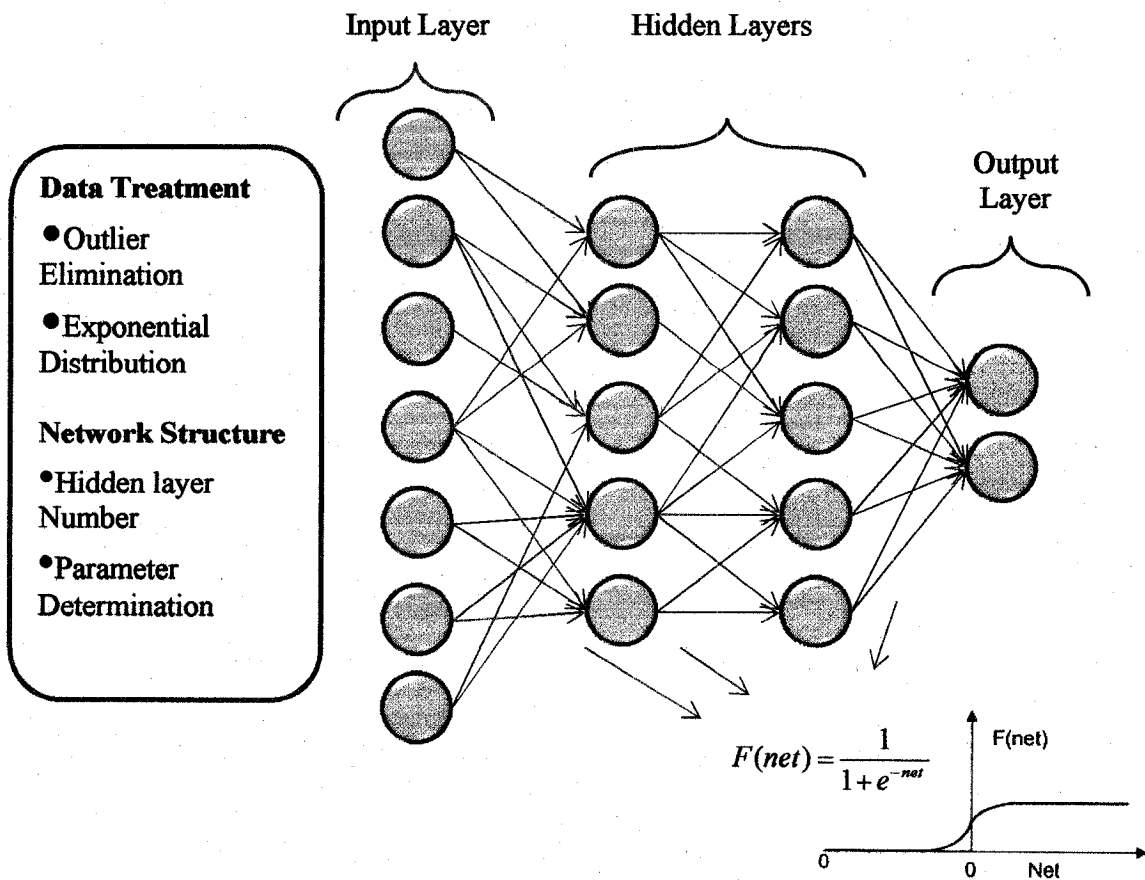 Input Layer
Hidden Layers
Output
Layer
Data Treatment
●Outlier
Elimination
●Exponential
Distribution
Network Structure
•Hidden layer
Number
•Parameter
Determination
F(net) = 1 / (1 + e^{-net})
F(net)
0
0
Net